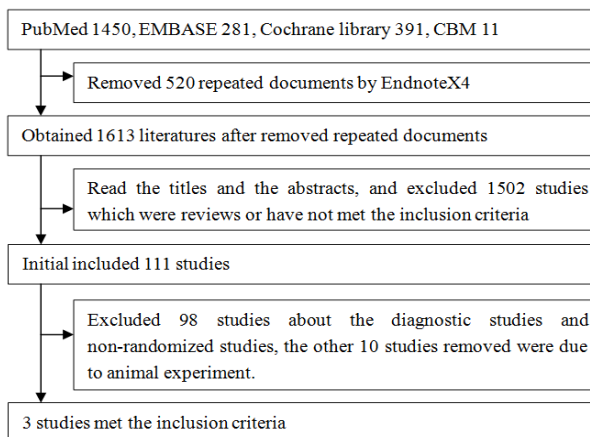 PubMed 1450, EMBASE 281, Cochrane library 391, CBM 11
Removed 520 repeated documents by EndnoteX4
Obtained 1613 literatures after removed repeated documents
Read the titles and the abstracts, and excluded 1502 studies
which were reviews or have not met the inclusion criteria
Initial included 111 studies
Excluded 98 studies about the diagnostic studies and
non-randomized studies, the other 10 studies removed were due
to animal experiment.
3 studies met the inclusion criteria